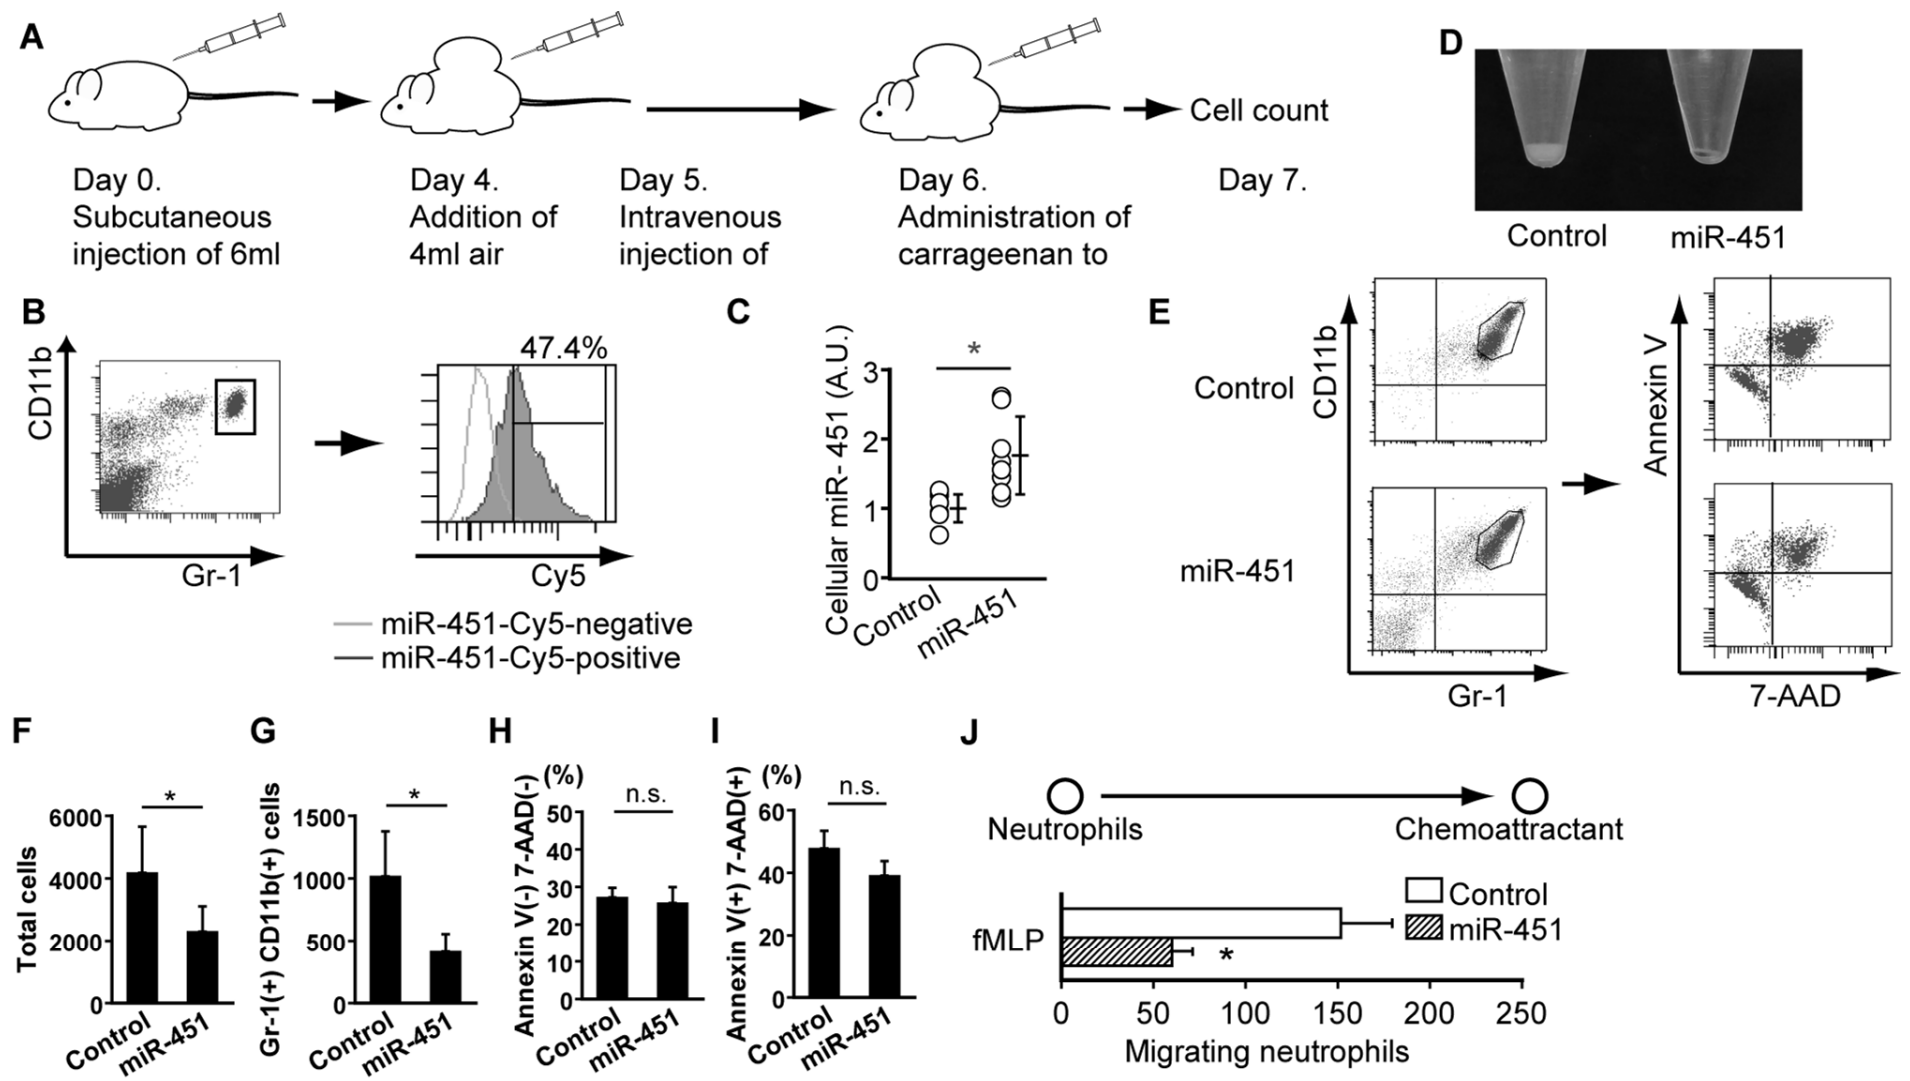 A
Cell count
Day 0.
Subcutaneous
injection of 6ml
Day 4.
Addition of
4ml air
Day 5.
Intravenous
injection of
Day 6.
Administration of
carrageenan to
Day 7.
D
Control
miR-451
B
CD11b
Gr-1
47.4%
Cy5
miR-451-Cy5-negative
miR-451-Cy5-positive
C
Cellular miR- 451 (A.U.)
*
3
2
1
0
Control
miR-451
E
Control
miR-451
CD11b
Gr-1
Annexin V
7-AAD
F
Total cells
*
6000
4000
2000
0
Control
miR-451
G
Gr-1(+) CD11b(+) cells
*
1500
1000
500
0
Control
miR-451
H
Annexin V(-) 7-AAD(-)
(%)
n.s.
50
40
30
20
10
0
Control
miR-451
I
Annexin V(+) 7-AAD(+)
(%)
n.s.
60
40
20
0
Control
miR-451
J
Neutrophils
Chemoattractant
Control
miR-451
fMLP
*
0 50 100 150 200 250
Migrating neutrophils